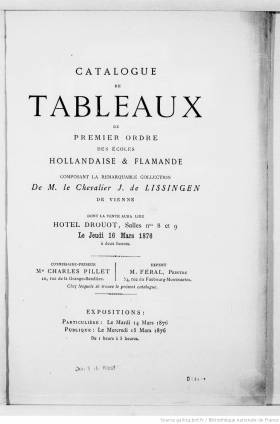 CATALOGUE
DE
TABLEAUX
DE
PREMIER ORDRE
DES ÉCOLES
HOLLANDAISE & FLAMANDE
COMPOSANT LA REMARQUABLE COLLECTION
De M. le Chevalier J. de LISSINGEN
DE VIENNE
DONT LA VENTE AURA LIEU
HOTEL DROUOT, Salles nos 8 et 9
Le Jeudi 16 Mars 1876
à deux heures.
COMMISSAIRE-PRISEUR
Me CHARLES PILLET
10, rue de la Grange-Batelière.
EXPERT
M. FÉRAL, Peintre
54, rue du Faubourg-Montmartre.
Chez lesquels se trouve le présent catalogue.
EXPOSITIONS:
Particulière: Le Mardi 14 Mars 1876
Publique: Le Mercredi 15 Mars 1876
De 1 heure à 5 heures.
Source gallica.bnf.fr / Bibliothèque nationale de France